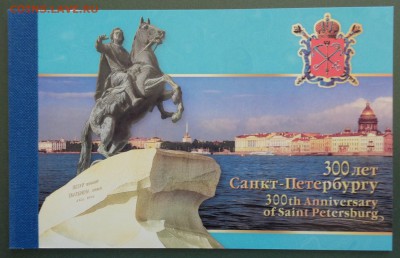 300 лет
Санкт-Петербургу
300th Anniversary
of Saint Petersburg